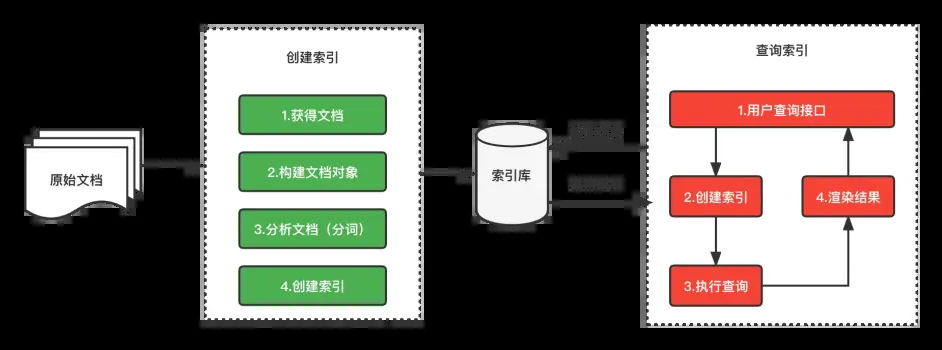 原始文档
创建索引
1.获得文档
2.构建文档对象
3.分析文档（分词）
4.创建索引
索引库
查询索引
1.用户查询接口
2.创建索引
4.渲染结果
3.执行查询